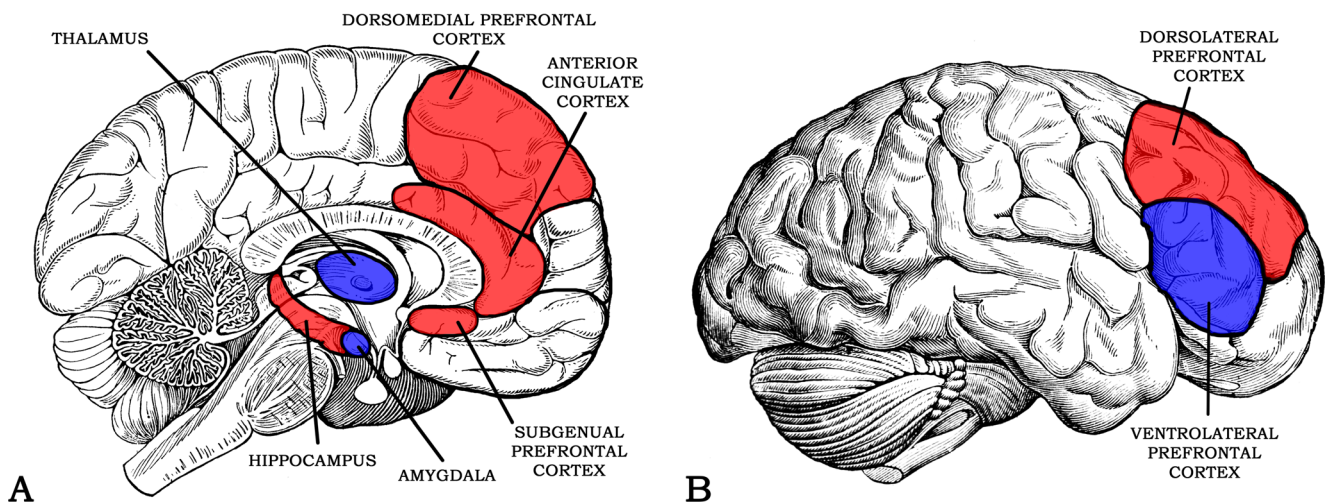 THALAMUS
DORSOMEDIAL PREFRONTAL
CORTEX
ANTERIOR
CINGULATE
CORTEX
HIPPOCAMPUS
AMYGDALA
SUBGENUAL
PREFRONTAL
CORTEX
A
DORSOLATERAL
PREFRONTAL
CORTEX
VENTROLATERAL
PREFRONTAL
CORTEX
B